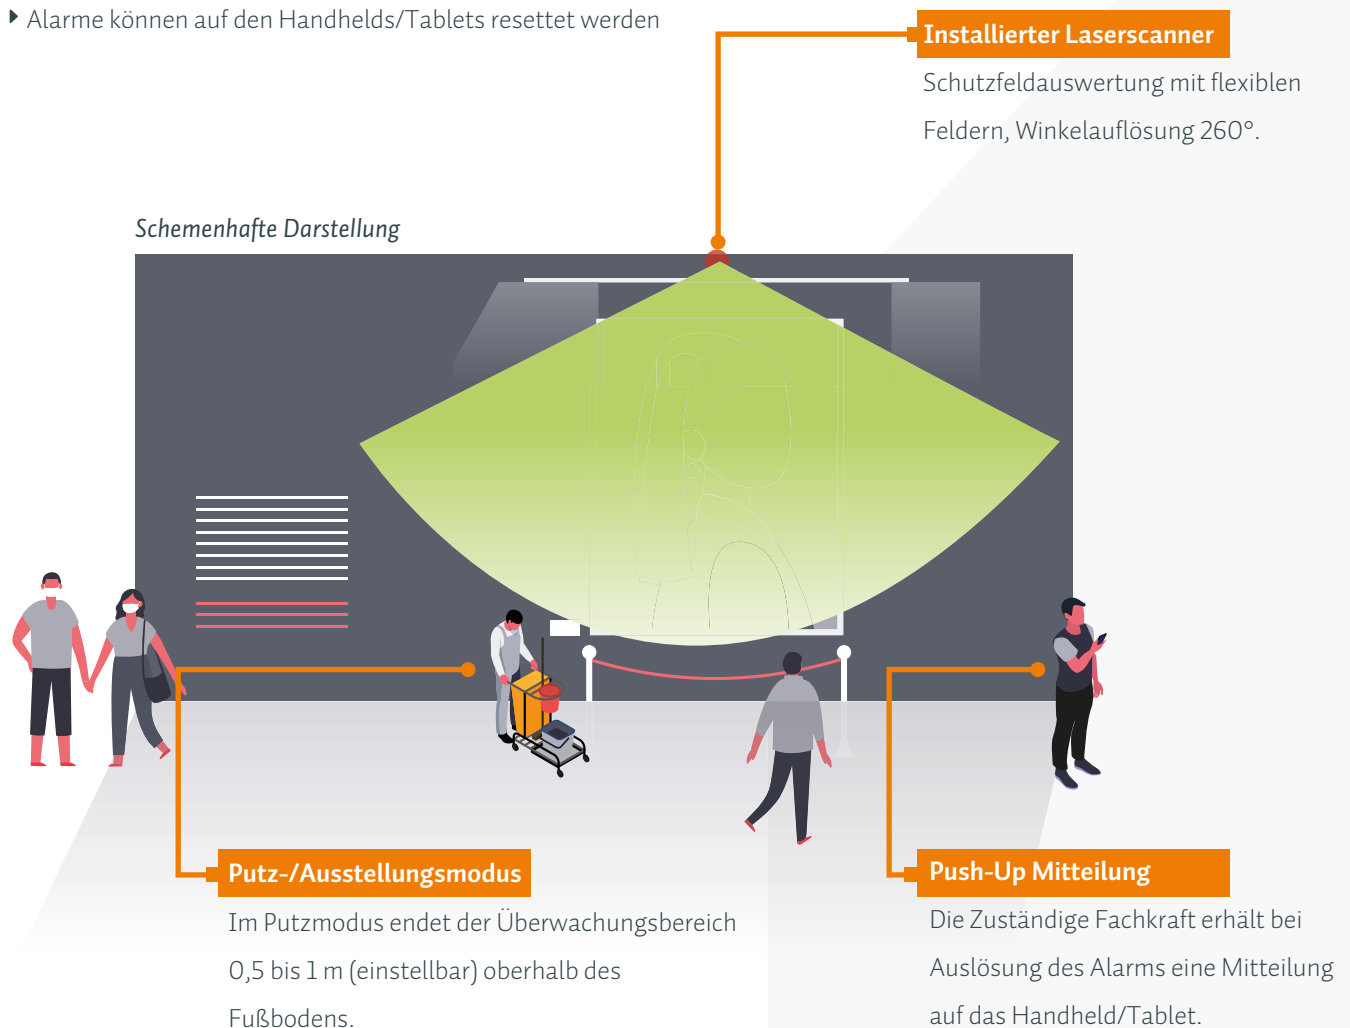 Alarme können auf den Handhelds/Tablets resettet werden
Installierter Laserscanner
Schutzfeldauswertung mit flexiblen
Feldern, Winkelauflösung 260°.
Schemenhafte Darstellung
Putz-/Ausstellungsmodus
Im Putzmodus endet der Überwachungsbereich
0,5 bis 1 m (einstellbar) oberhalb des
Fußbodens.
Push-Up Mitteilung
Die Zuständige Fachkraft erhält bei
Auslösung des Alarms eine Mitteilung
auf das Handheld/Tablet.